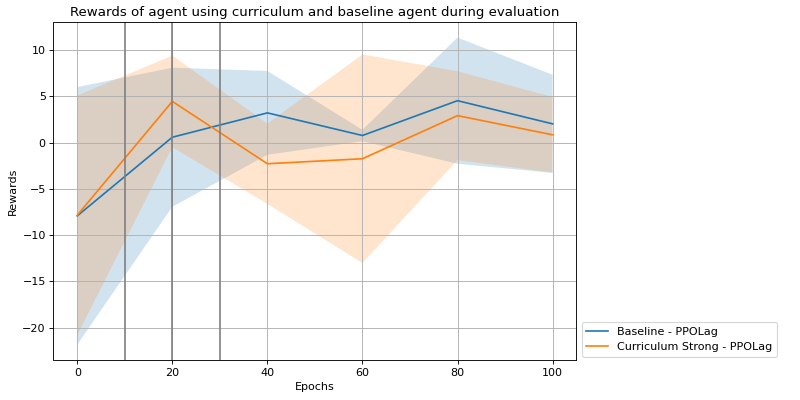 Rewards of agent using curriculum and baseline agent during evaluation
10
5
0
−5
−10
−15
−20
Rewards
0 20 40 60 80 100
Epochs
Baseline - PPOLag
Curriculum Strong - PPOLag